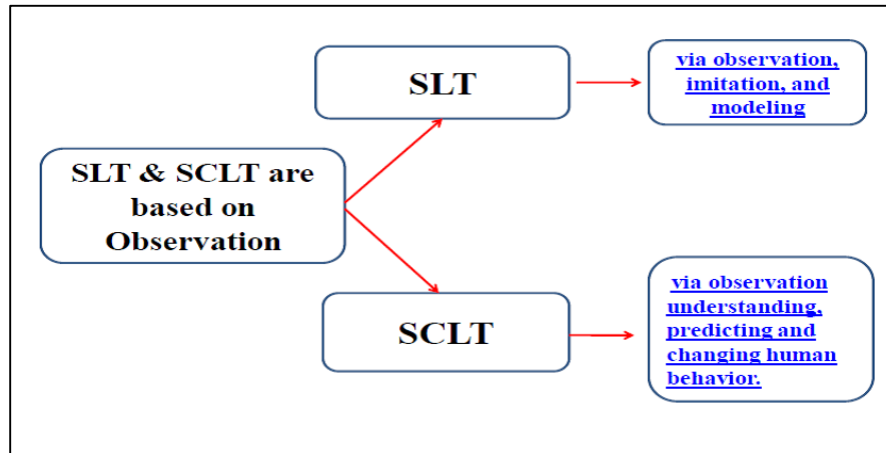 SLT & SCLT are
based on
Observation
SLT
via observation,
imitation, and
modeling
SCLT
via observation
understanding,
predicting and
changing human
behavior.